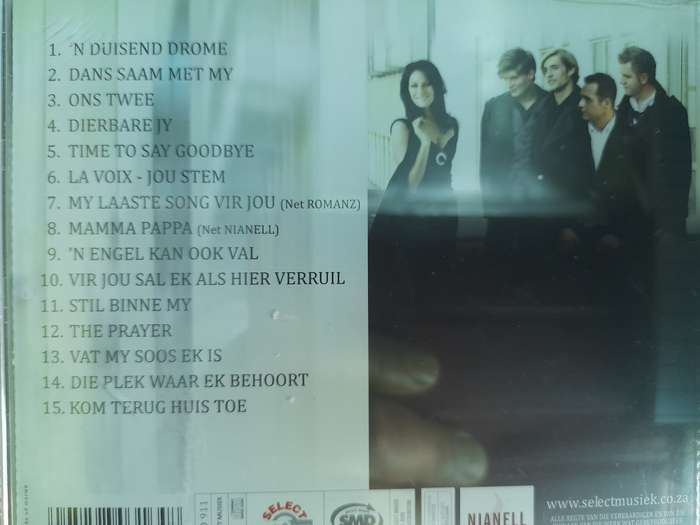 1. 'N DUISEND DROME
2. DANS SAAM MET MY
3. ONS TWEE
4. DIERBARE JY
5. TIME TO SAY GOODBYE
6. LA VOIX - JOU STEM
7. MY LAASTE SONG VIR JOU (Net ROMANZ)
8. MAMMA PAPPA (Net NIANELL)
9. 'N ENGEL KAN OOK VAL
10. VIR JOU SAL EK ALS HIER VERRUIL
11. STIL BINNE MY
12. THE PRAYER
13. VAT MY SOOS EK IS
14. DIE PLEK WAAR EK BEHOORT
15. KOM TERUG HUIS TOE
www.selectmusiek.co.za
SELECT
SMD
NIANELL